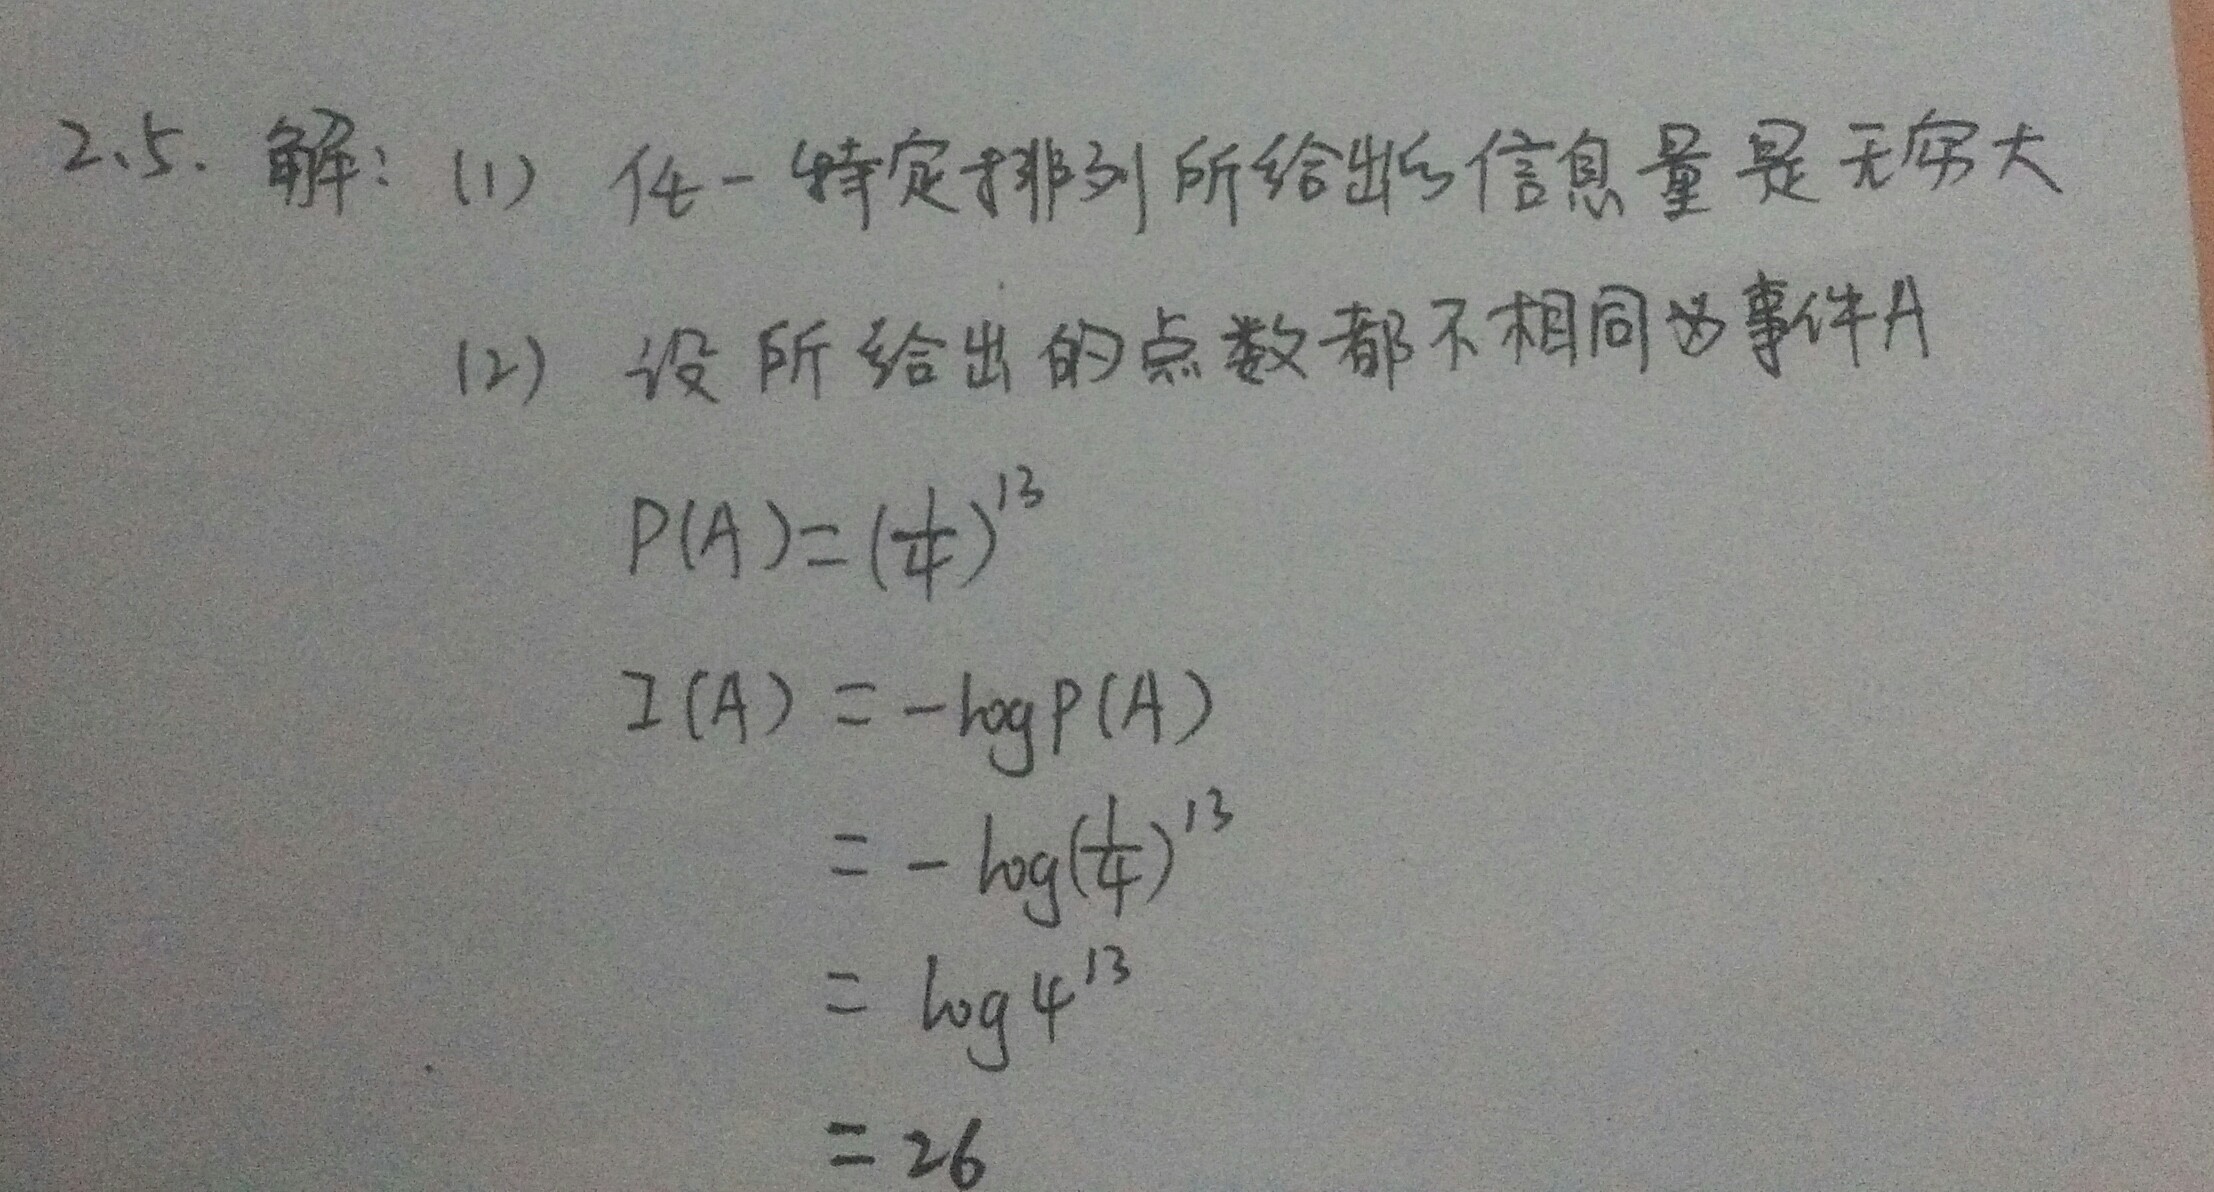 2.5. 解: (1) 任一特定排列所给出的信息量是无穷大
(2) 设所给出的点数都不相同为事件A
P(A)=(1/4)^13
I(A) = -log P(A)
= - log(1/4)^13
= log 4^13
= 26